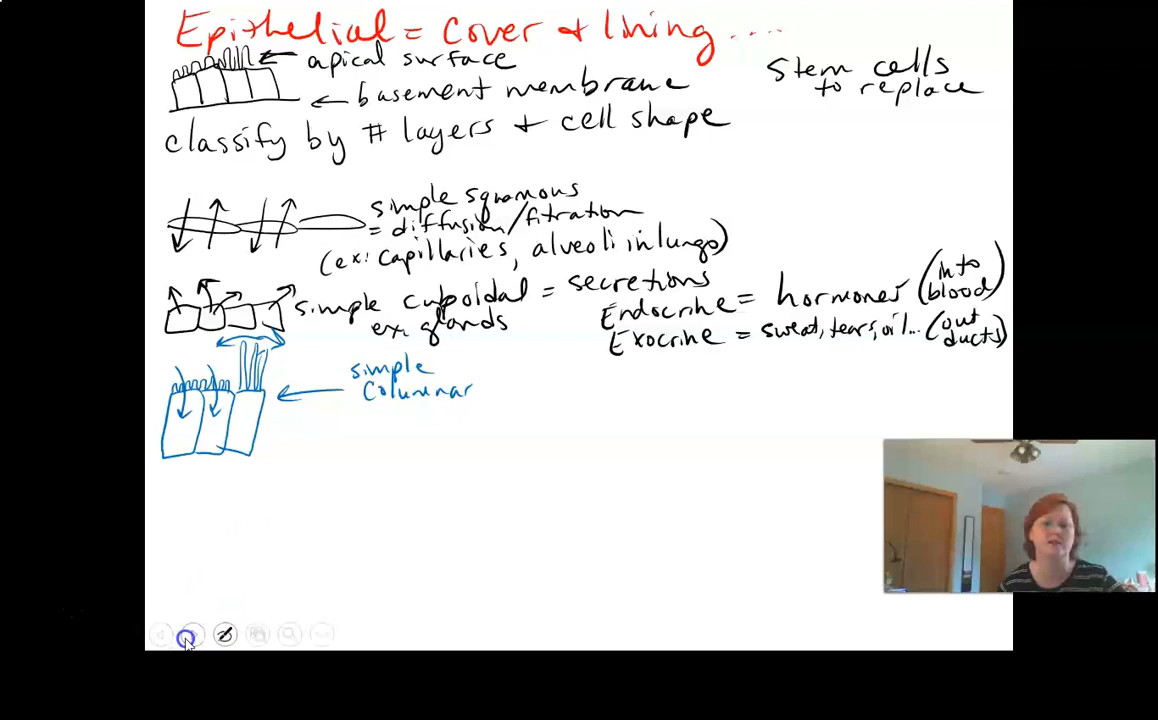 Epithelial = cover + lining....
apical surface
basement membrane
stem cells
to replace
classify by # layers + cell shape
simple squamous
= diffusion/fitration
(ex: capillaries, alveoli in lungs)
simple cuboidal = secretions
ex: glands
Endocrine = hormones (into
blood)
Exocrine = sweat, tears, oil... (out
ducts)
simple
Columnar